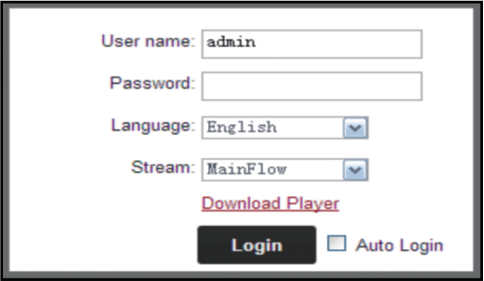 User name: admin
Password:
Language: English
Stream: MainFlow
Download Player
Login Auto Login